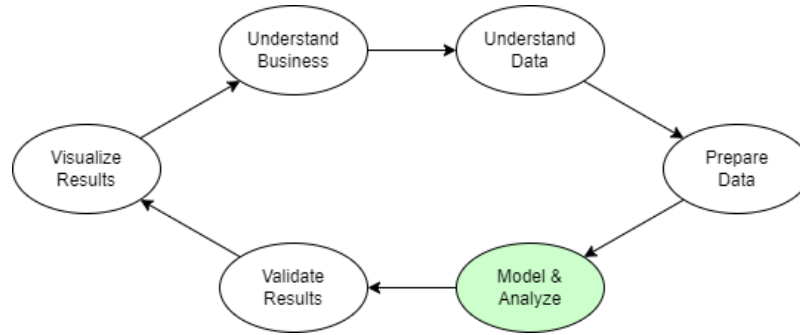 Understand
Business
Understand
Data
Visualize
Results
Prepare
Data
Validate
Results
Model &
Analyze